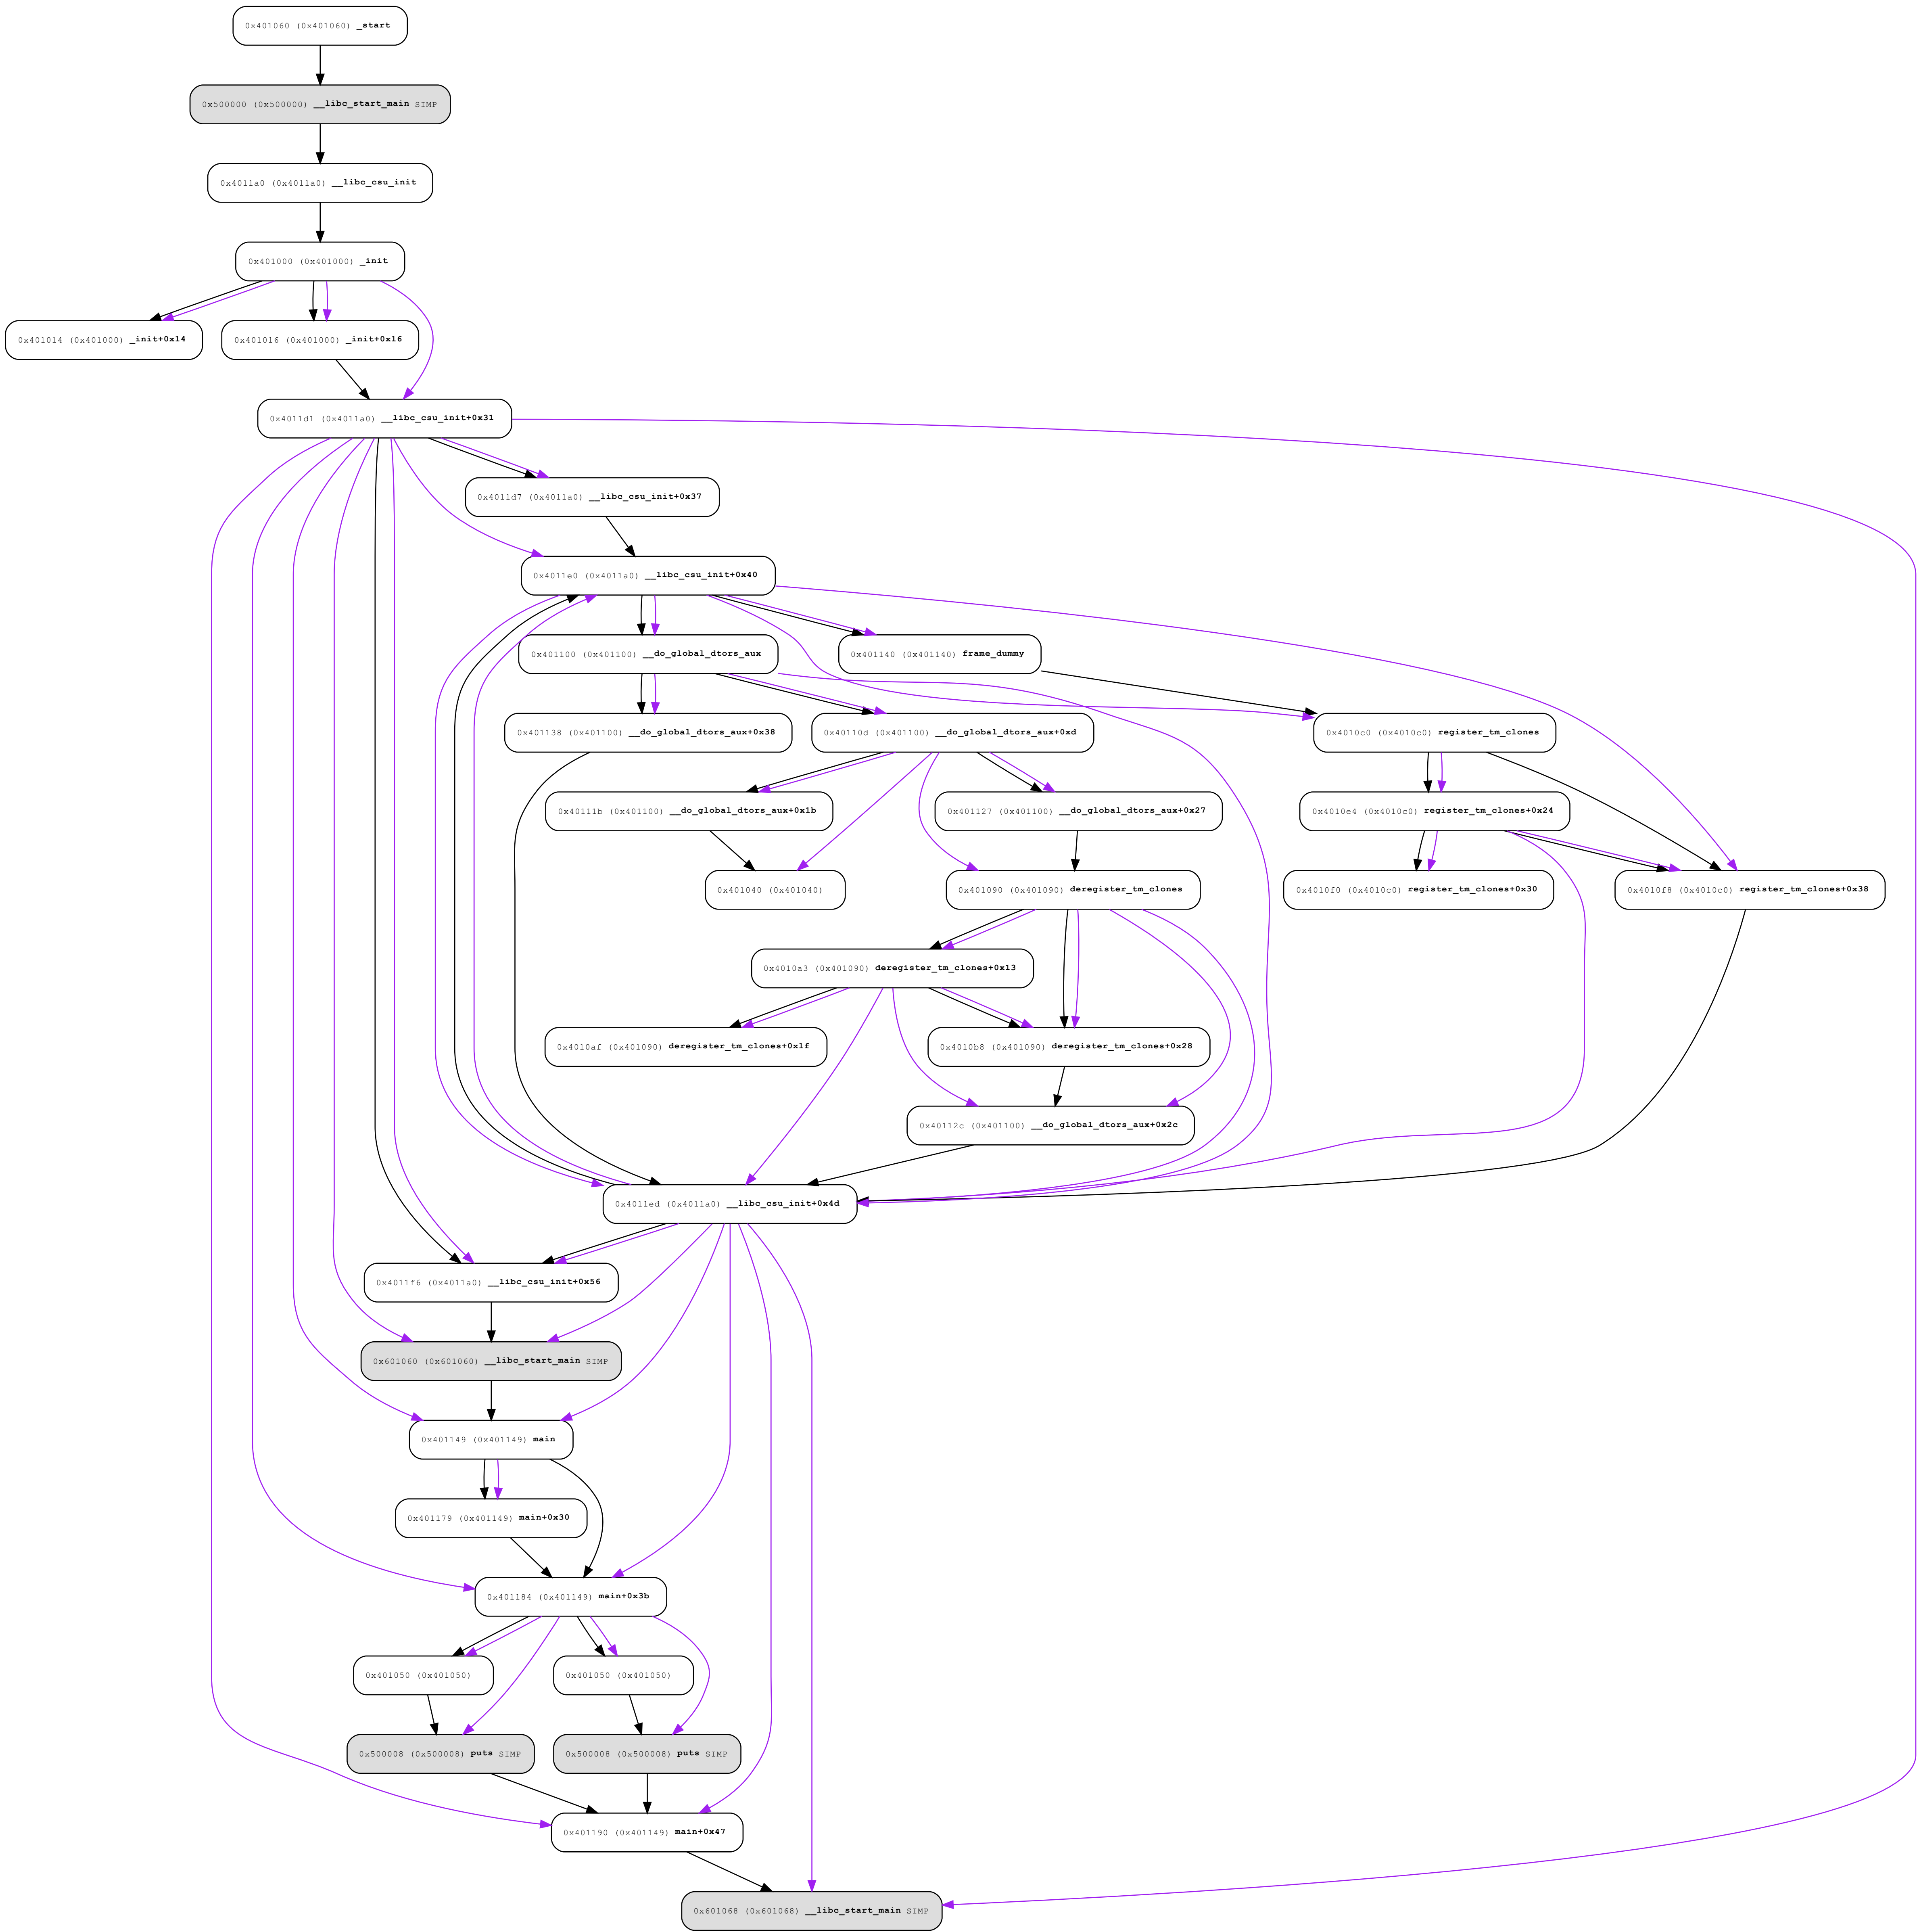 0x401060 (0x401060) _start
0x500000 (0x500000) __libc_start_main SIMP
0x4011a0 (0x4011a0) __libc_csu_init
0x401000 (0x401000) _init
0x401014 (0x401000) _init+0x14
0x401016 (0x401000) _init+0x16
0x4011d1 (0x4011a0) __libc_csu_init+0x31
0x4011d7 (0x4011a0) __libc_csu_init+0x37
0x4011e0 (0x4011a0) __libc_csu_init+0x40
0x401100 (0x401100) __do_global_dtors_aux
0x401140 (0x401140) frame_dummy
0x401138 (0x401100) __do_global_dtors_aux+0x38
0x40110d (0x401100) __do_global_dtors_aux+0xd
0x4010c0 (0x4010c0) register_tm_clones
0x40111b (0x401100) __do_global_dtors_aux+0x1b
0x401127 (0x401100) __do_global_dtors_aux+0x27
0x4010e4 (0x4010c0) register_tm_clones+0x24
0x401040 (0x401040)
0x401090 (0x401090) deregister_tm_clones
0x4010f0 (0x4010c0) register_tm_clones+0x30
0x4010f8 (0x4010c0) register_tm_clones+0x38
0x4010a3 (0x401090) deregister_tm_clones+0x13
0x4010af (0x401090) deregister_tm_clones+0x1f
0x4010b8 (0x401090) deregister_tm_clones+0x28
0x40112c (0x401100) __do_global_dtors_aux+0x2c
0x4011ed (0x4011a0) __libc_csu_init+0x4d
0x4011f6 (0x4011a0) __libc_csu_init+0x56
0x601060 (0x601060) __libc_start_main SIMP
0x401149 (0x401149) main
0x401179 (0x401149) main+0x30
0x401184 (0x401149) main+0x3b
0x401050 (0x401050)
0x401050 (0x401050)
0x500008 (0x500008) puts SIMP
0x500008 (0x500008) puts SIMP
0x401190 (0x401149) main+0x47
0x601068 (0x601068) __libc_start_main SIMP